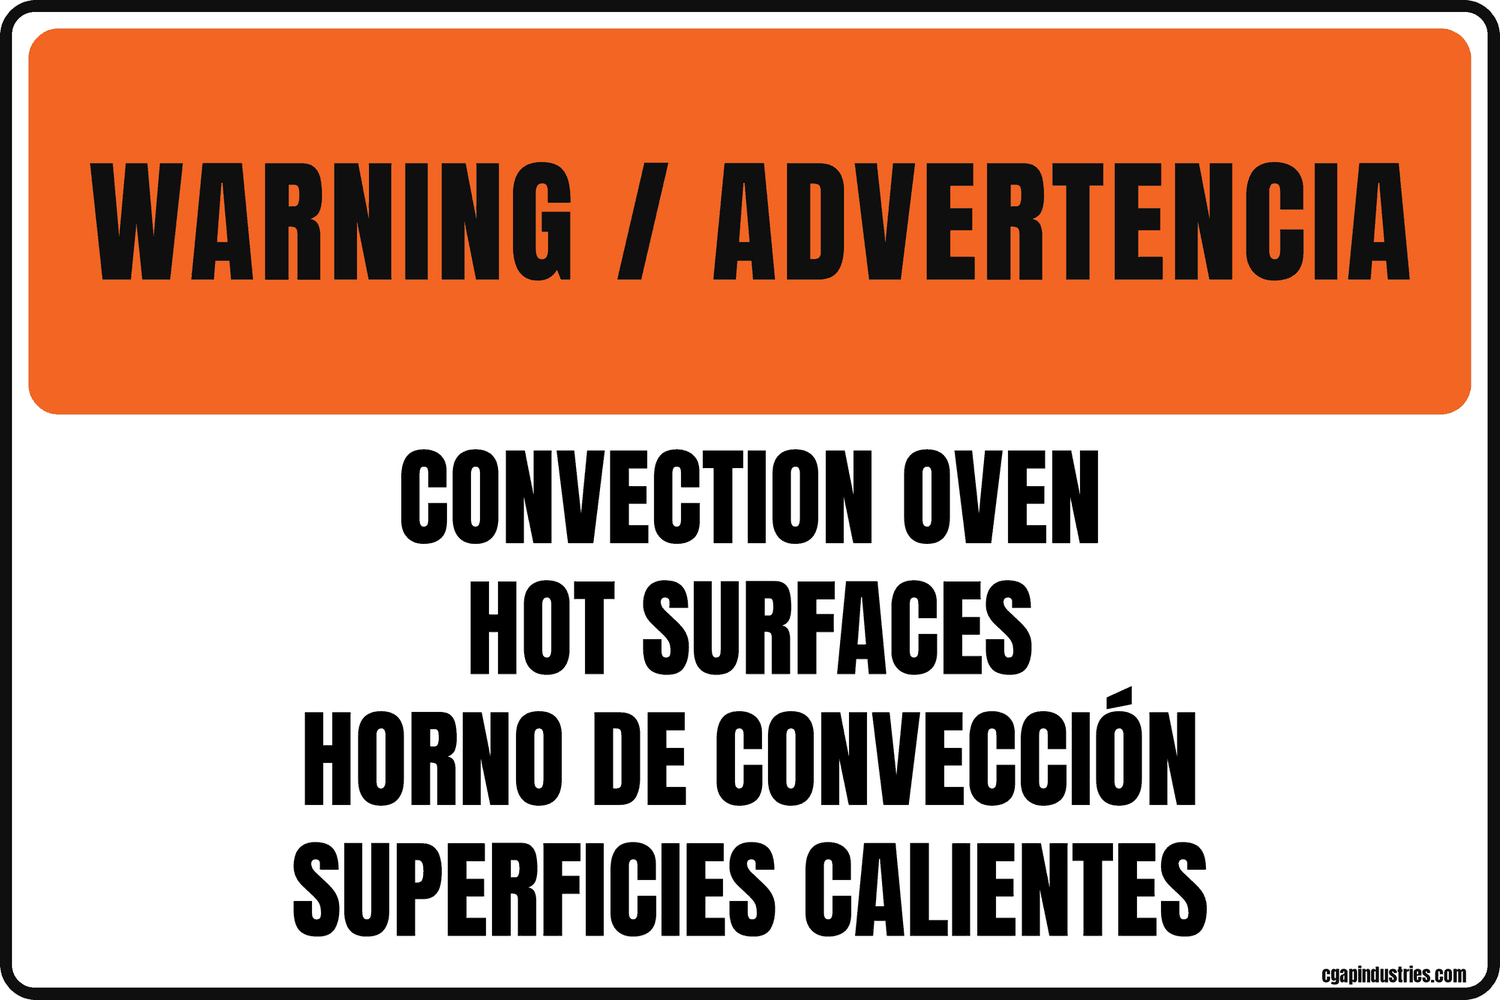 WARNING / ADVERTENCIA
CONVECTION OVEN
HOT SURFACES
HORNO DE CONVECCIÓN
SUPERFICIES CALIENTES
cgapindustries.com